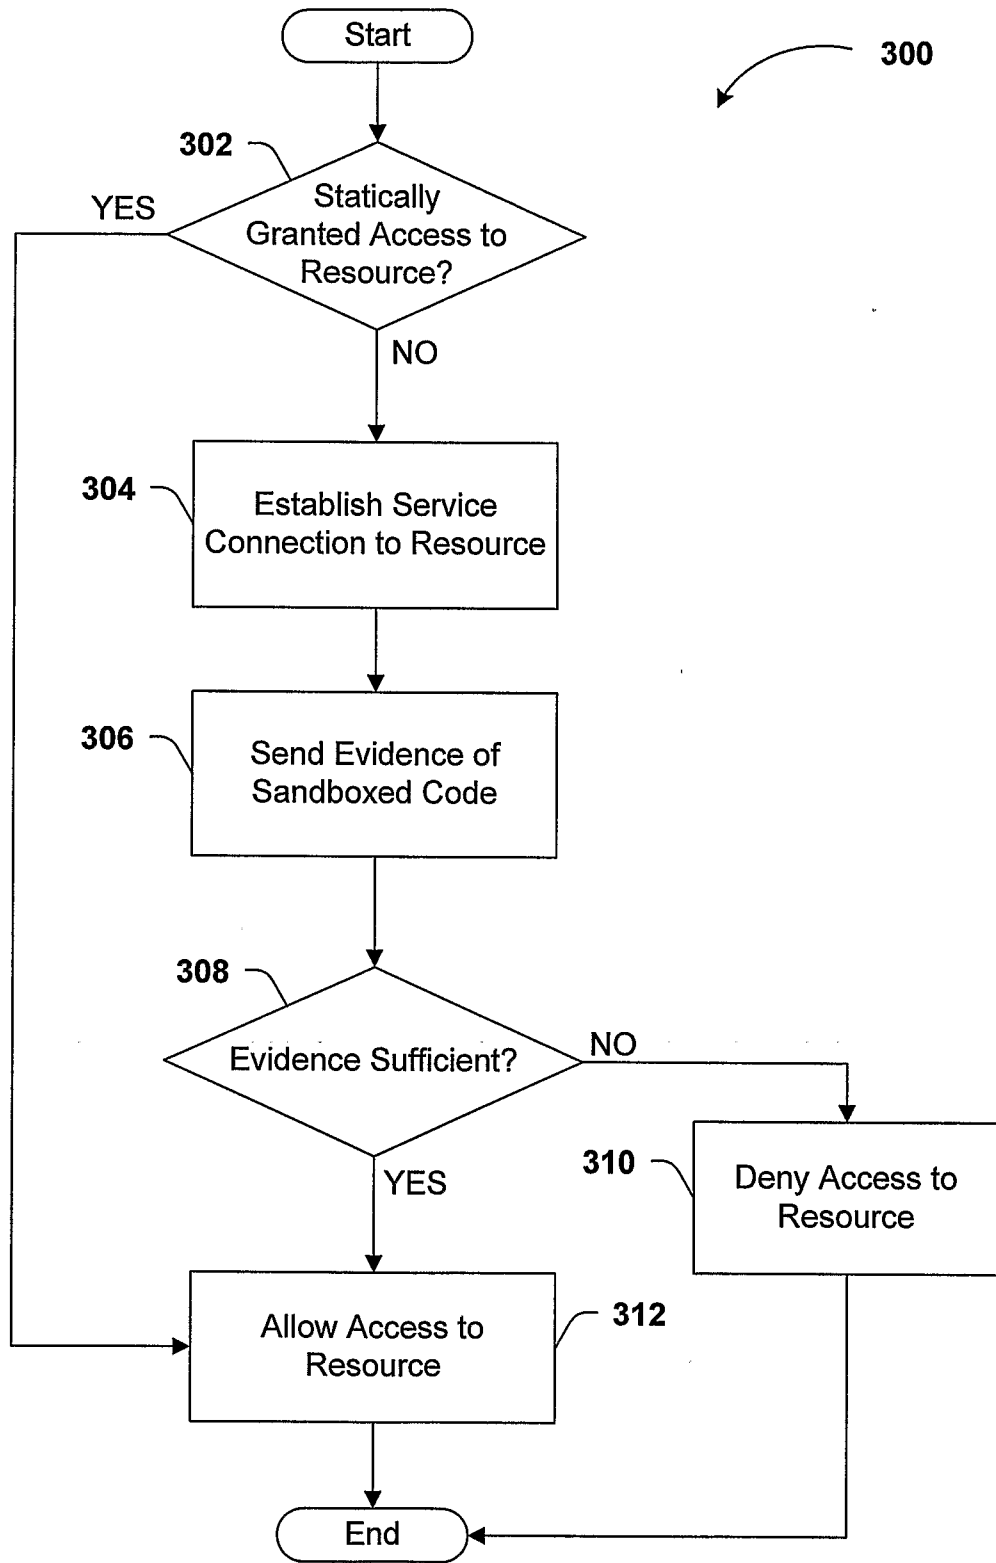 Start
300
302
YES
Statically
Granted Access to
Resource?
NO
304
Establish Service
Connection to Resource
306
Send Evidence of
Sandboxed Code
308
Evidence Sufficient?
NO
YES
310
Deny Access to
Resource
312
Allow Access to
Resource
End